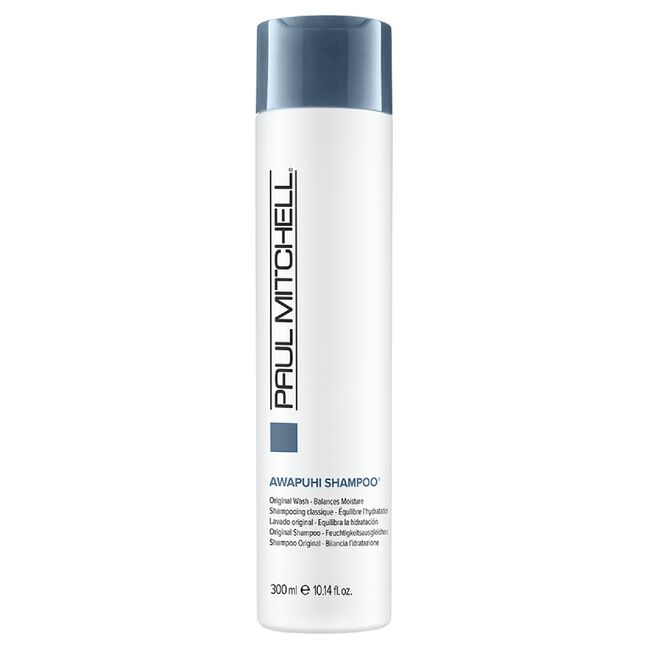 PAUL MITCHELL®
AWAPUHI SHAMPOO®
Original Wash - Balances Moisture
Shampooing classique - Équilibre l'hydratation
Lavado original - Equilibra la hidratación
Original Shampoo - Feuchtigkeitsausgleichend
Shampoo Original - Bilancia l'idratazione
300 ml ℮ 10.14 fl. oz.